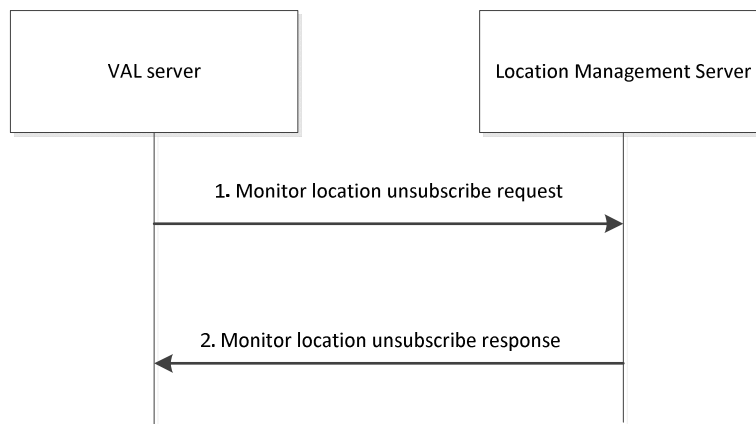 VAL server
Location Management Server
1. Monitor location unsubscribe request
2. Monitor location unsubscribe response